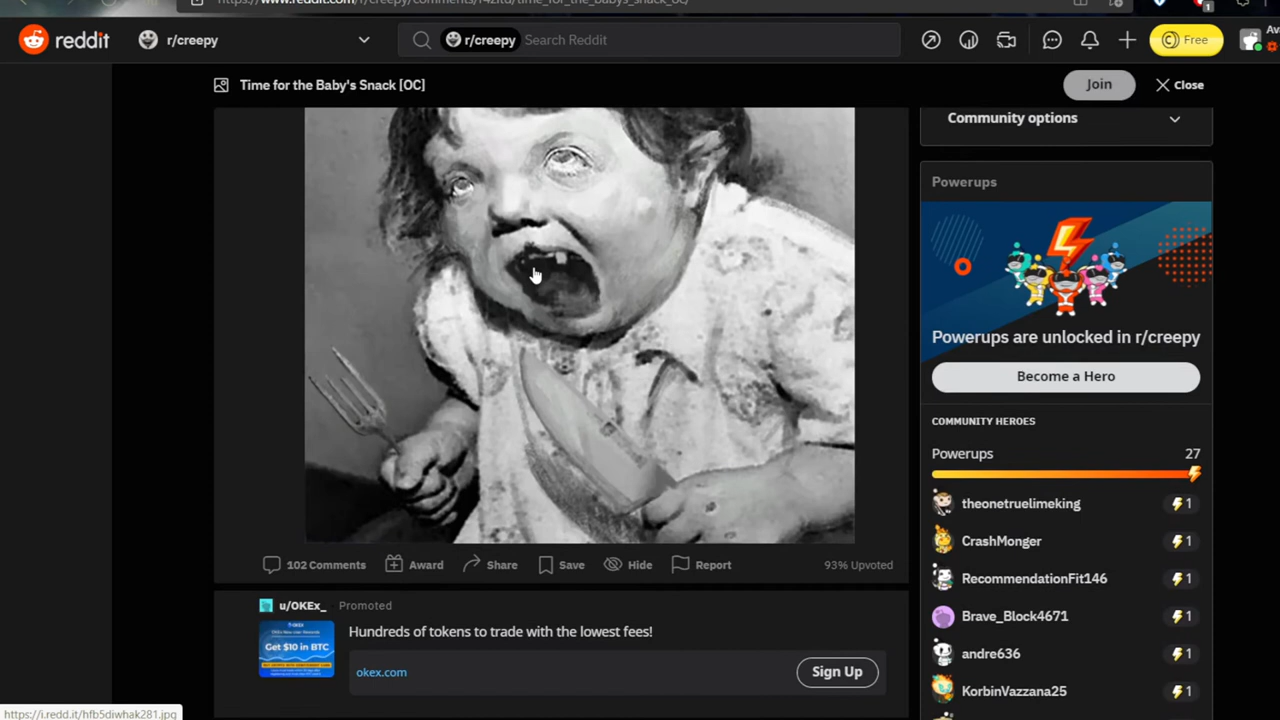 reddit
r/creepy
r/creepy
Search Reddit
Free
Time for the Baby's Snack [OC]
Join
Close
Community options
Powerups
Powerups are unlocked in r/creepy
Become a Hero
COMMUNITY HEROES
Powerups 27
theonetruelimeking 1
CrashMonger 1
RecommendationFit146 1
Brave_Block4671 1
andre636 1
KorbinVazzana25 1
102 Comments
Award
Share
Save
Hide
Report
93% Upvoted
u/OKEx_ Promoted
Hundreds of tokens to trade with the lowest fees!
Get $10 in BTC
okex.com
Sign Up
https://i.redd.it/hfb5diwhak281.jpg